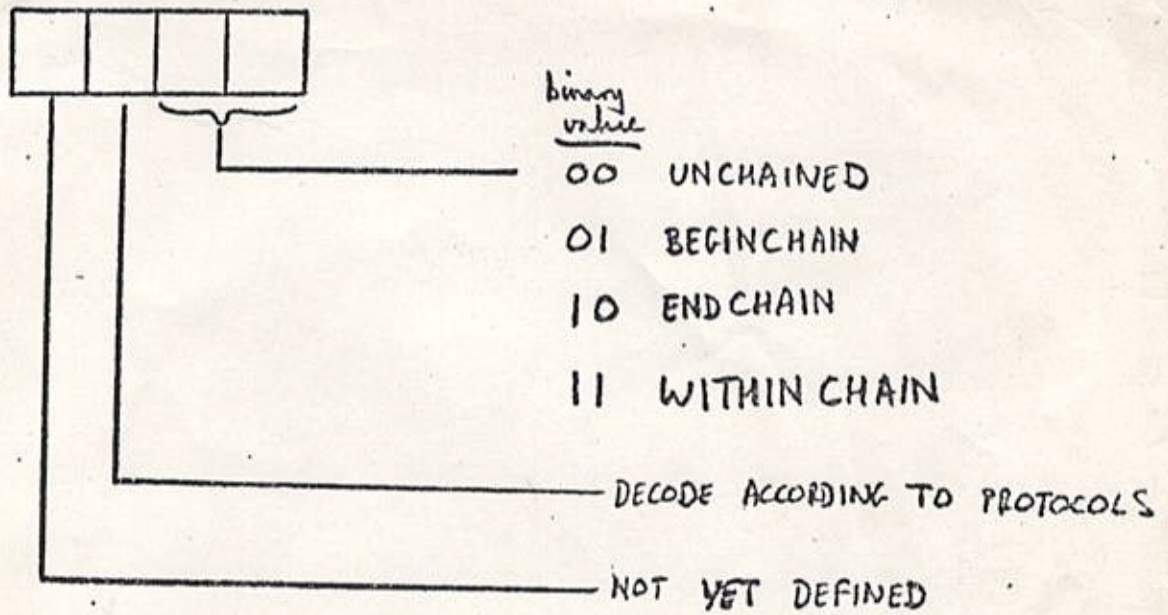 binary
value
00 UNCHAINED
01 BEGINCHAIN
10 ENDCHAIN
11 WITHIN CHAIN
DECODE ACCORDING TO PROTOCOLS
NOT YET DEFINED